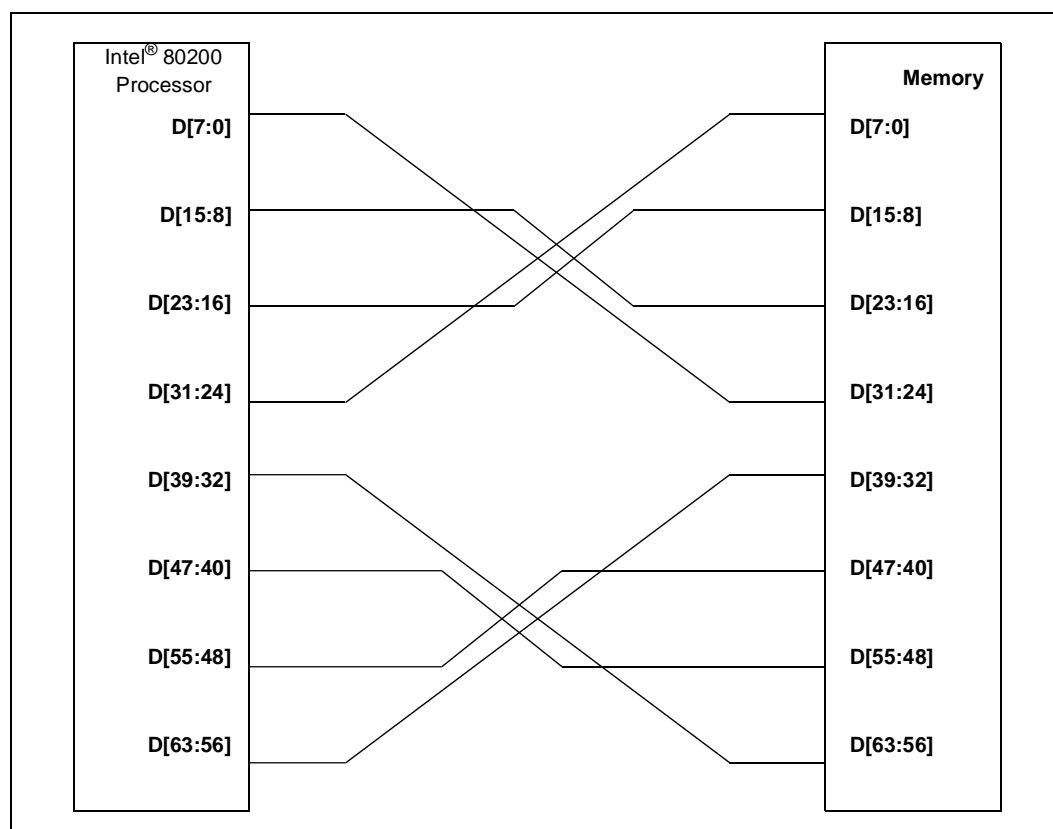 Intel® 80200
Processor
Memory
D[7:0]
D[15:8]
D[23:16]
D[31:24]
D[39:32]
D[47:40]
D[55:48]
D[63:56]
D[7:0]
D[15:8]
D[23:16]
D[31:24]
D[39:32]
D[47:40]
D[55:48]
D[63:56]